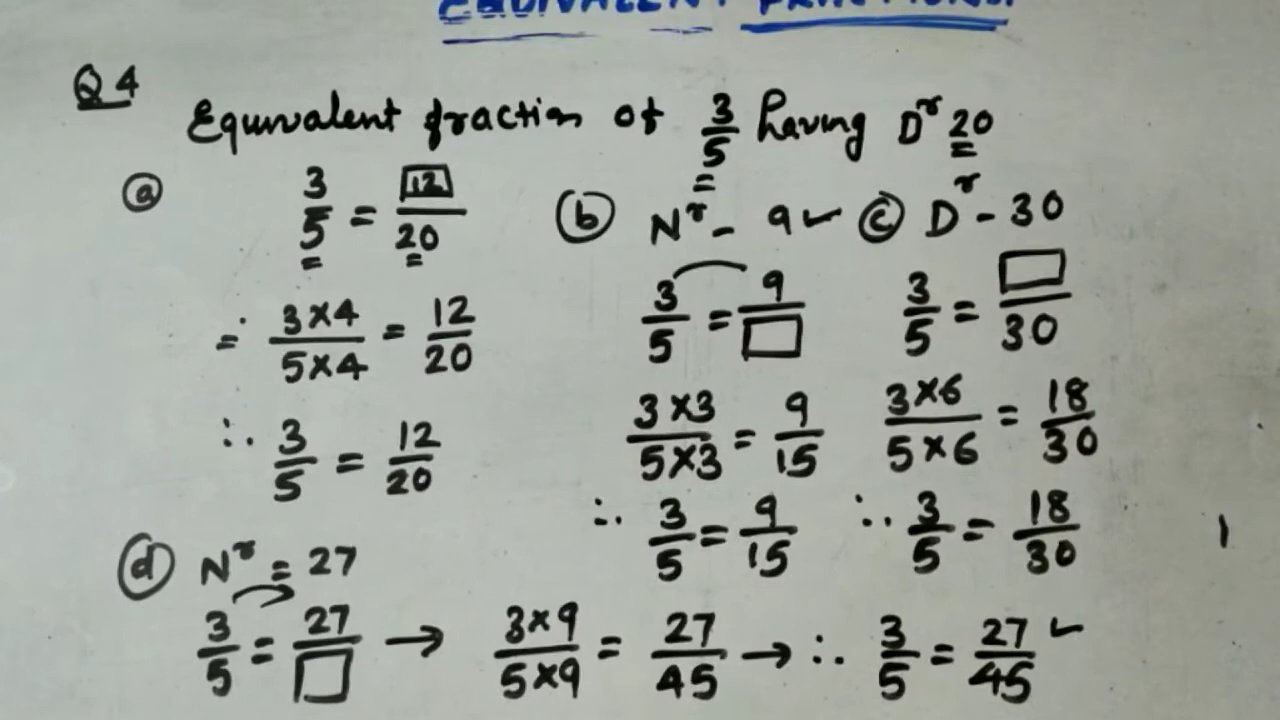 EQUIVALENT FRACTIONS.
Q4
Equivalent fraction of 3/5 having Dʳ 20
(a) 3/5 = 12/20
= 3×4/5×4 = 12/20
∴ 3/5 = 12/20
(b) Nʳ - 9 ✓
3/5 = 9/□
3×3/5×3 = 9/15
∴ 3/5 = 9/15
(c) Dʳ - 30
3/5 = □/30
3×6/5×6 = 18/30
∴ 3/5 = 18/30
(d) Nʳ = 27
3/5 = 27/□ → 3×9/5×9 = 27/45 → ∴ 3/5 = 27/45 ✓